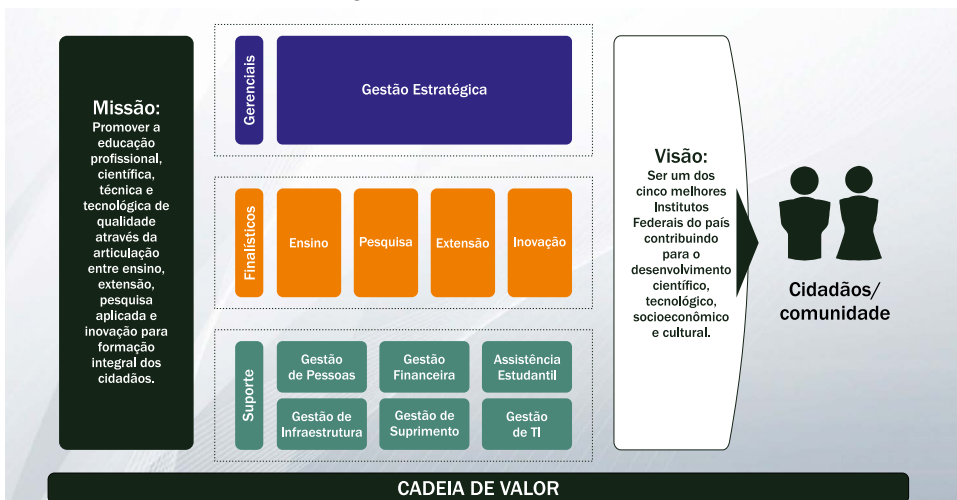 Missão:
Promover a
educação
profissional,
científica,
técnica e
tecnológica de
qualidade
através da
articulação
entre ensino,
extensão,
pesquisa
aplicada e
inovação para
formação
integral dos
cidadãos.
Gerenciais
Gestão Estratégica
Finalísticos
Ensino
Pesquisa
Extensão
Inovação
Suporte
Gestão
de Pessoas
Gestão
Financeira
Assistência
Estudantil
Gestão de
Infraestrutura
Gestão de
Suprimento
Gestão
de TI
Visão:
Ser um dos
cinco melhores
Institutos
Federais do país
contribuindo
para o
desenvolvimento
científico,
tecnológico,
socioeconômico
e cultural.
Cidadãos/
comunidade
CADEIA DE VALOR